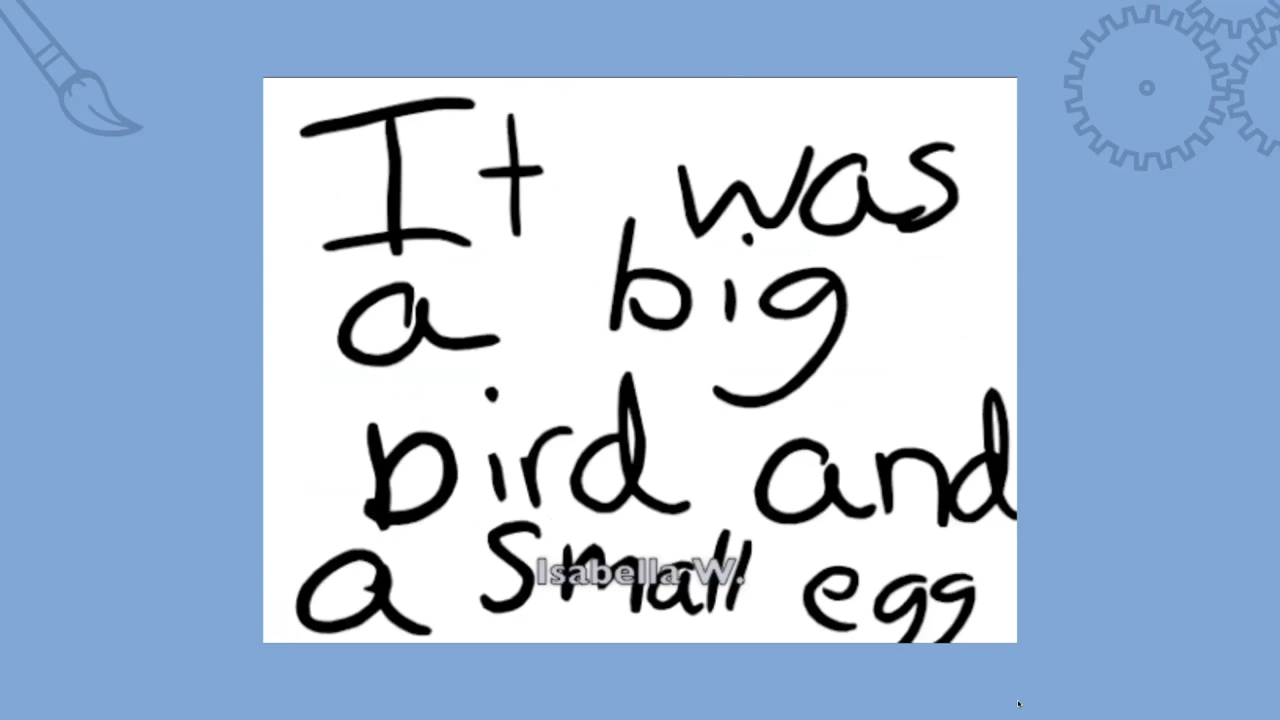 It was
a big
bird and
a small egg
Isabella W.